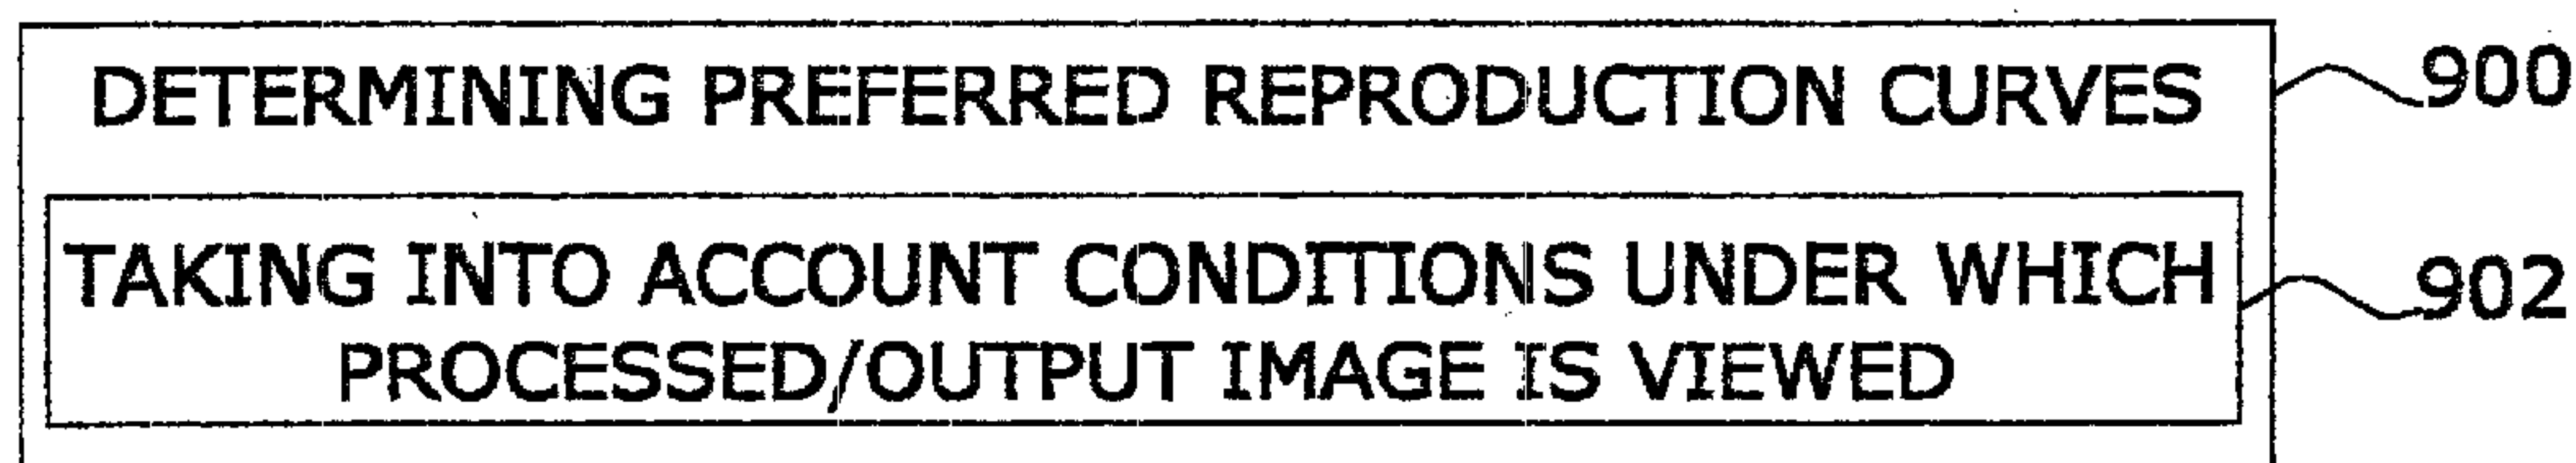 DETERMINING PREFERRED REPRODUCTION CURVES 900
TAKING INTO ACCOUNT CONDITIONS UNDER WHICH 902
PROCESSED/OUTPUT IMAGE IS VIEWED